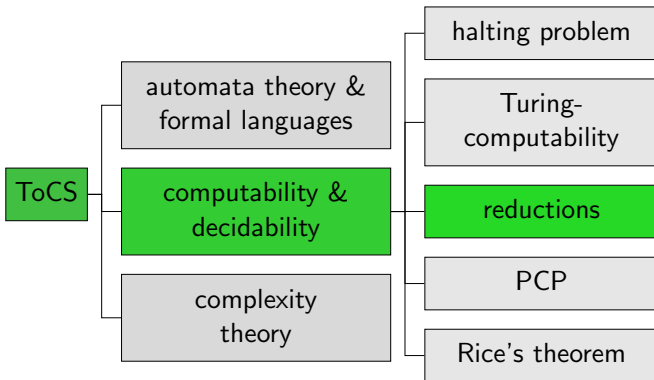 ToCS
automata theory &
formal languages
computability &
decidability
complexity
theory
halting problem
Turing-
computability
reductions
PCP
Rice's theorem